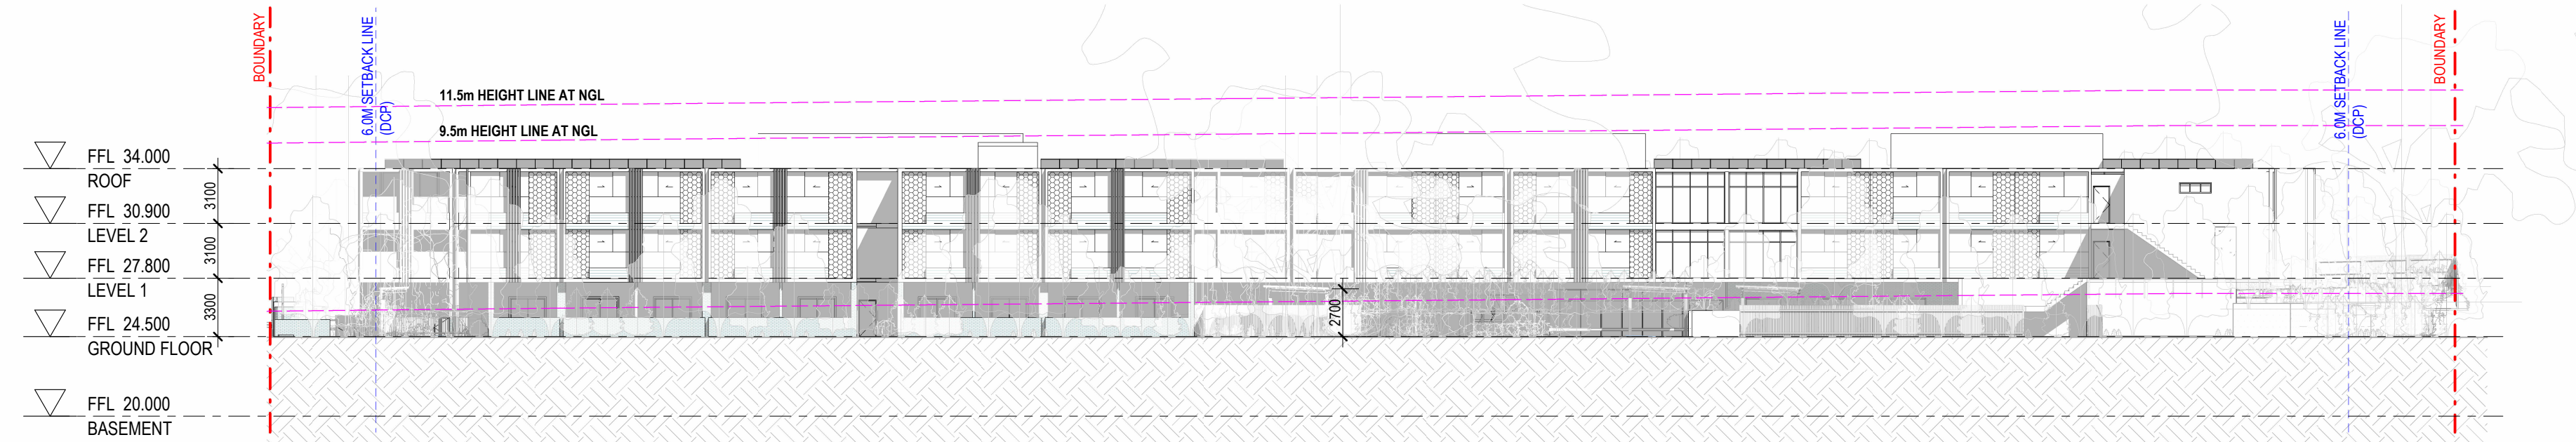 BOUNDARY
6.0M SETBACK LINE
(DCP)
11.5m HEIGHT LINE AT NGL
9.5m HEIGHT LINE AT NGL
6.0M SETBACK LINE
(DCP)
BOUNDARY
FFL 34.000
ROOF
3100
FFL 30.900
LEVEL 2
3100
FFL 27.800
LEVEL 1
3300
2700
FFL 24.500
GROUND FLOOR
FFL 20.000
BASEMENT